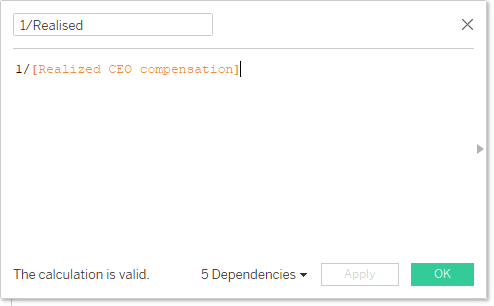 1/Realised
1/[Realized CEO compensation]
The calculation is valid. 5 Dependencies Apply OK